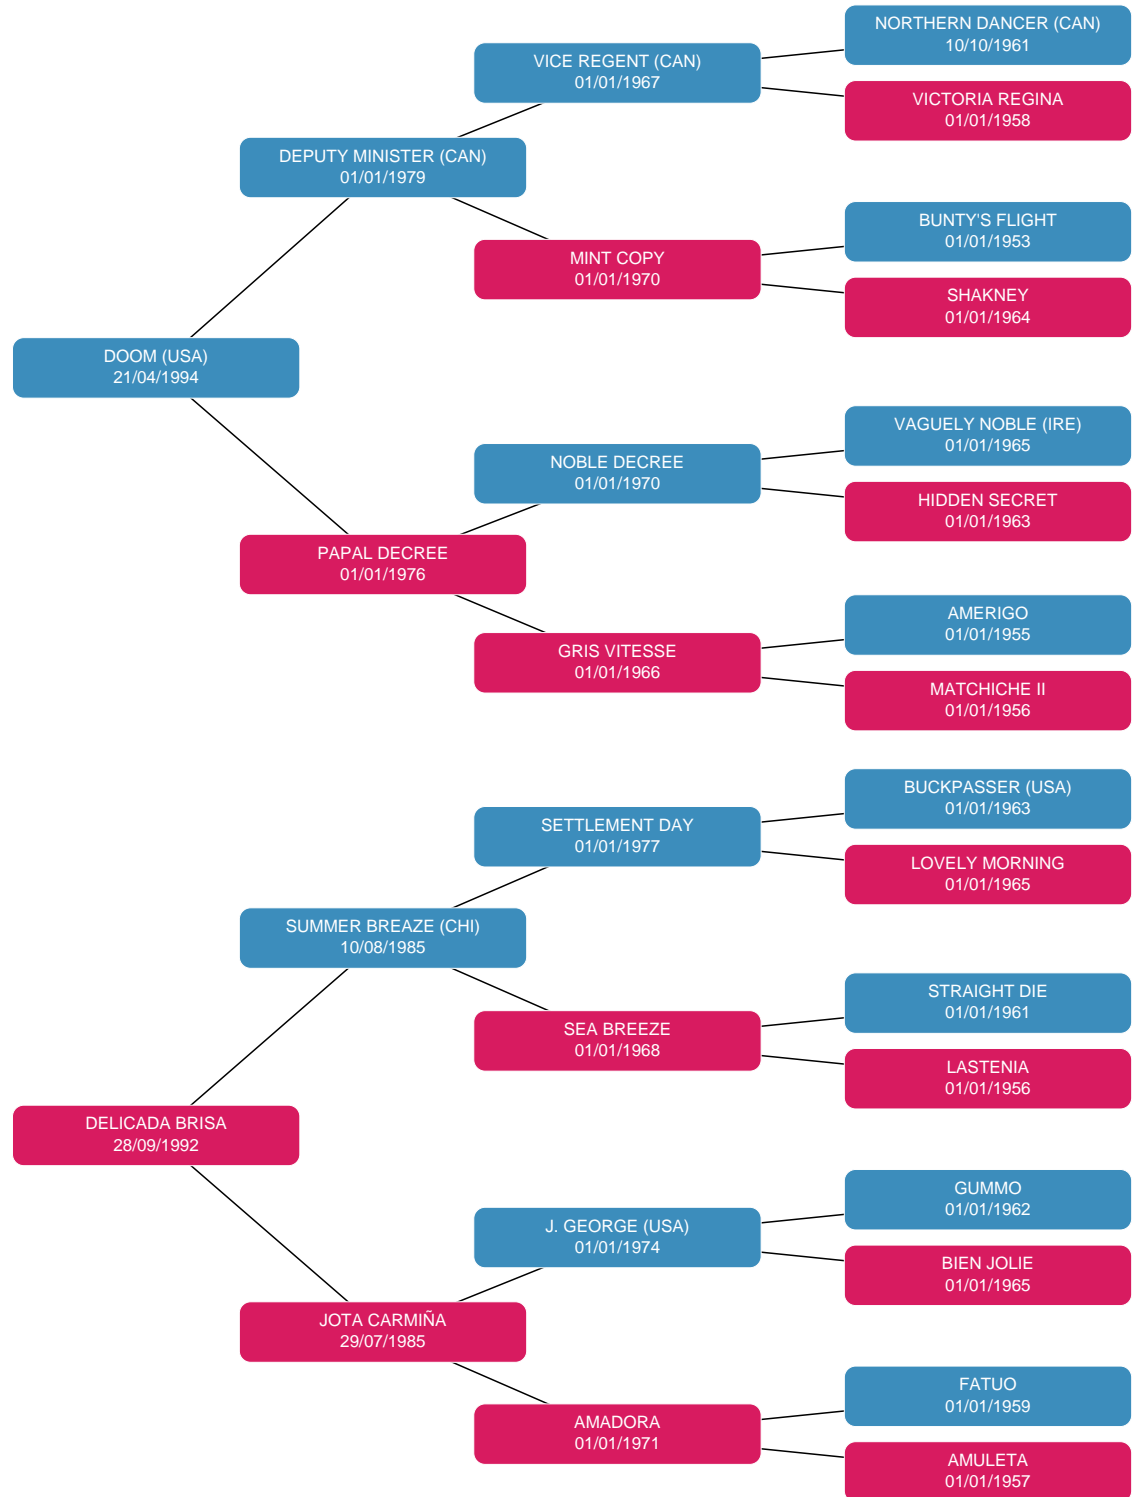 NORTHERN DANCER (CAN)
10/10/1961
VICE REGENT (CAN)
01/01/1967
VICTORIA REGINA
01/01/1958
DEPUTY MINISTER (CAN)
01/01/1979
BUNTY'S FLIGHT
01/01/1953
MINT COPY
01/01/1970
SHAKNEY
01/01/1964
DOOM (USA)
21/04/1994
VAGUELY NOBLE (IRE)
01/01/1965
NOBLE DECREE
01/01/1970
HIDDEN SECRET
01/01/1963
PAPAL DECREE
01/01/1976
AMERIGO
01/01/1955
GRIS VITESSE
01/01/1966
MATCHICHE II
01/01/1956
BUCKPASSER (USA)
01/01/1963
SETTLEMENT DAY
01/01/1977
LOVELY MORNING
01/01/1965
SUMMER BREAZE (CHI)
10/08/1985
STRAIGHT DIE
01/01/1961
SEA BREEZE
01/01/1968
LASTENIA
01/01/1956
DELICADA BRISA
28/09/1992
GUMMO
01/01/1962
J. GEORGE (USA)
01/01/1974
BIEN JOLIE
01/01/1965
JOTA CARMIÑA
29/07/1985
FATUO
01/01/1959
AMADORA
01/01/1971
AMULETA
01/01/1957